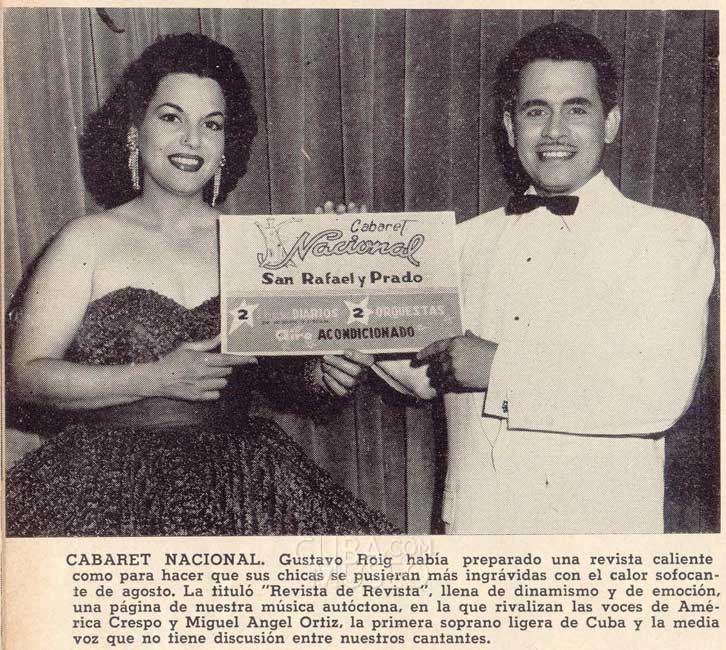 Cabaret
Nacional
San Rafael y Prado
2 DIARIOS 2 ORQUESTAS
Aire ACONDICIONADO
CUBA.COM
CABARET NACIONAL. Gustavo Roig había preparado una revista caliente
como para hacer que sus chicas se pusieran más ingrávidas con el calor sofocan-
te de agosto. La tituló "Revista de Revista", llena de dinamismo y de emoción,
una página de nuestra música autóctona, en la que rivalizan las voces de Amé-
rica Crespo y Miguel Angel Ortiz, la primera soprano ligera de Cuba y la media
voz que no tiene discusión entre nuestros cantantes.